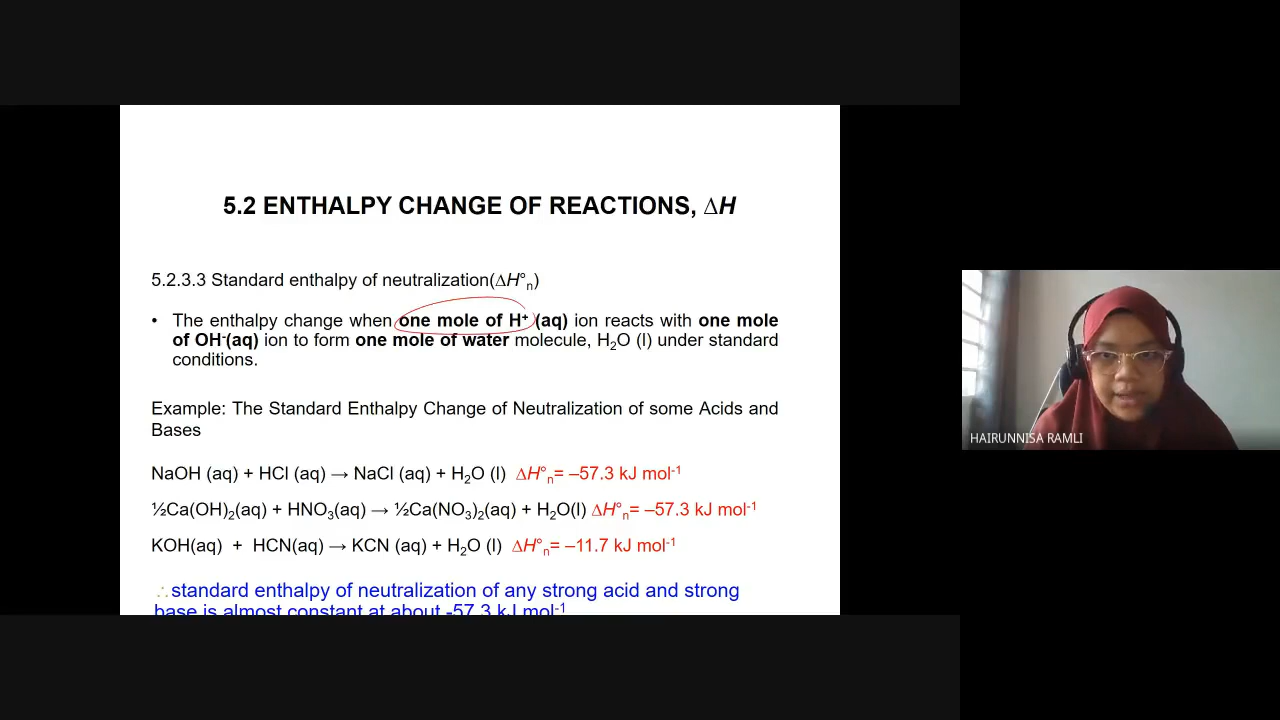 5.2 ENTHALPY CHANGE OF REACTIONS, ΔH
5.2.3.3 Standard enthalpy of neutralization(ΔH°ₙ)
• The enthalpy change when one mole of H⁺ (aq) ion reacts with one mole
of OH⁻(aq) ion to form one mole of water molecule, H₂O (l) under standard
conditions.
Example: The Standard Enthalpy Change of Neutralization of some Acids and
Bases
NaOH (aq) + HCl (aq) → NaCl (aq) + H₂O (l) ΔH°ₙ= –57.3 kJ mol⁻¹
½Ca(OH)₂(aq) + HNO₃(aq) → ½Ca(NO₃)₂(aq) + H₂O(l) ΔH°ₙ= –57.3 kJ mol⁻¹
KOH(aq) + HCN(aq) → KCN (aq) + H₂O (l) ΔH°ₙ= –11.7 kJ mol⁻¹
∴standard enthalpy of neutralization of any strong acid and strong
base is almost constant at about -57.3 kJ mol⁻¹
HAIRUNNISA RAMLI